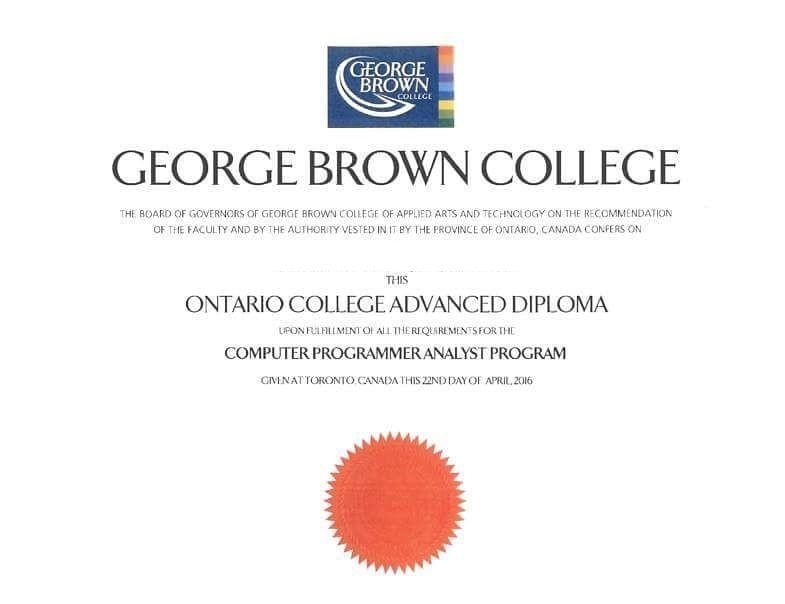 GEORGE
BROWN
COLLEGE
GEORGE BROWN COLLEGE
THE BOARD OF GOVERNORS OF GEORGE BROWN COLLEGE OF APPLIED ARTS AND TECHNOLOGY ON THE RECOMMENDATION
OF THE FACULTY AND BY THE AUTHORITY VESTED IN IT BY THE PROVINCE OF ONTARIO, CANADA CONFERS ON
THIS
ONTARIO COLLEGE ADVANCED DIPLOMA
UPON FULFILLMENT OF ALL THE REQUIREMENTS FOR THE
COMPUTER PROGRAMMER ANALYST PROGRAM
GIVEN AT TORONTO, CANADA THIS 22ND DAY OF APRIL, 2016